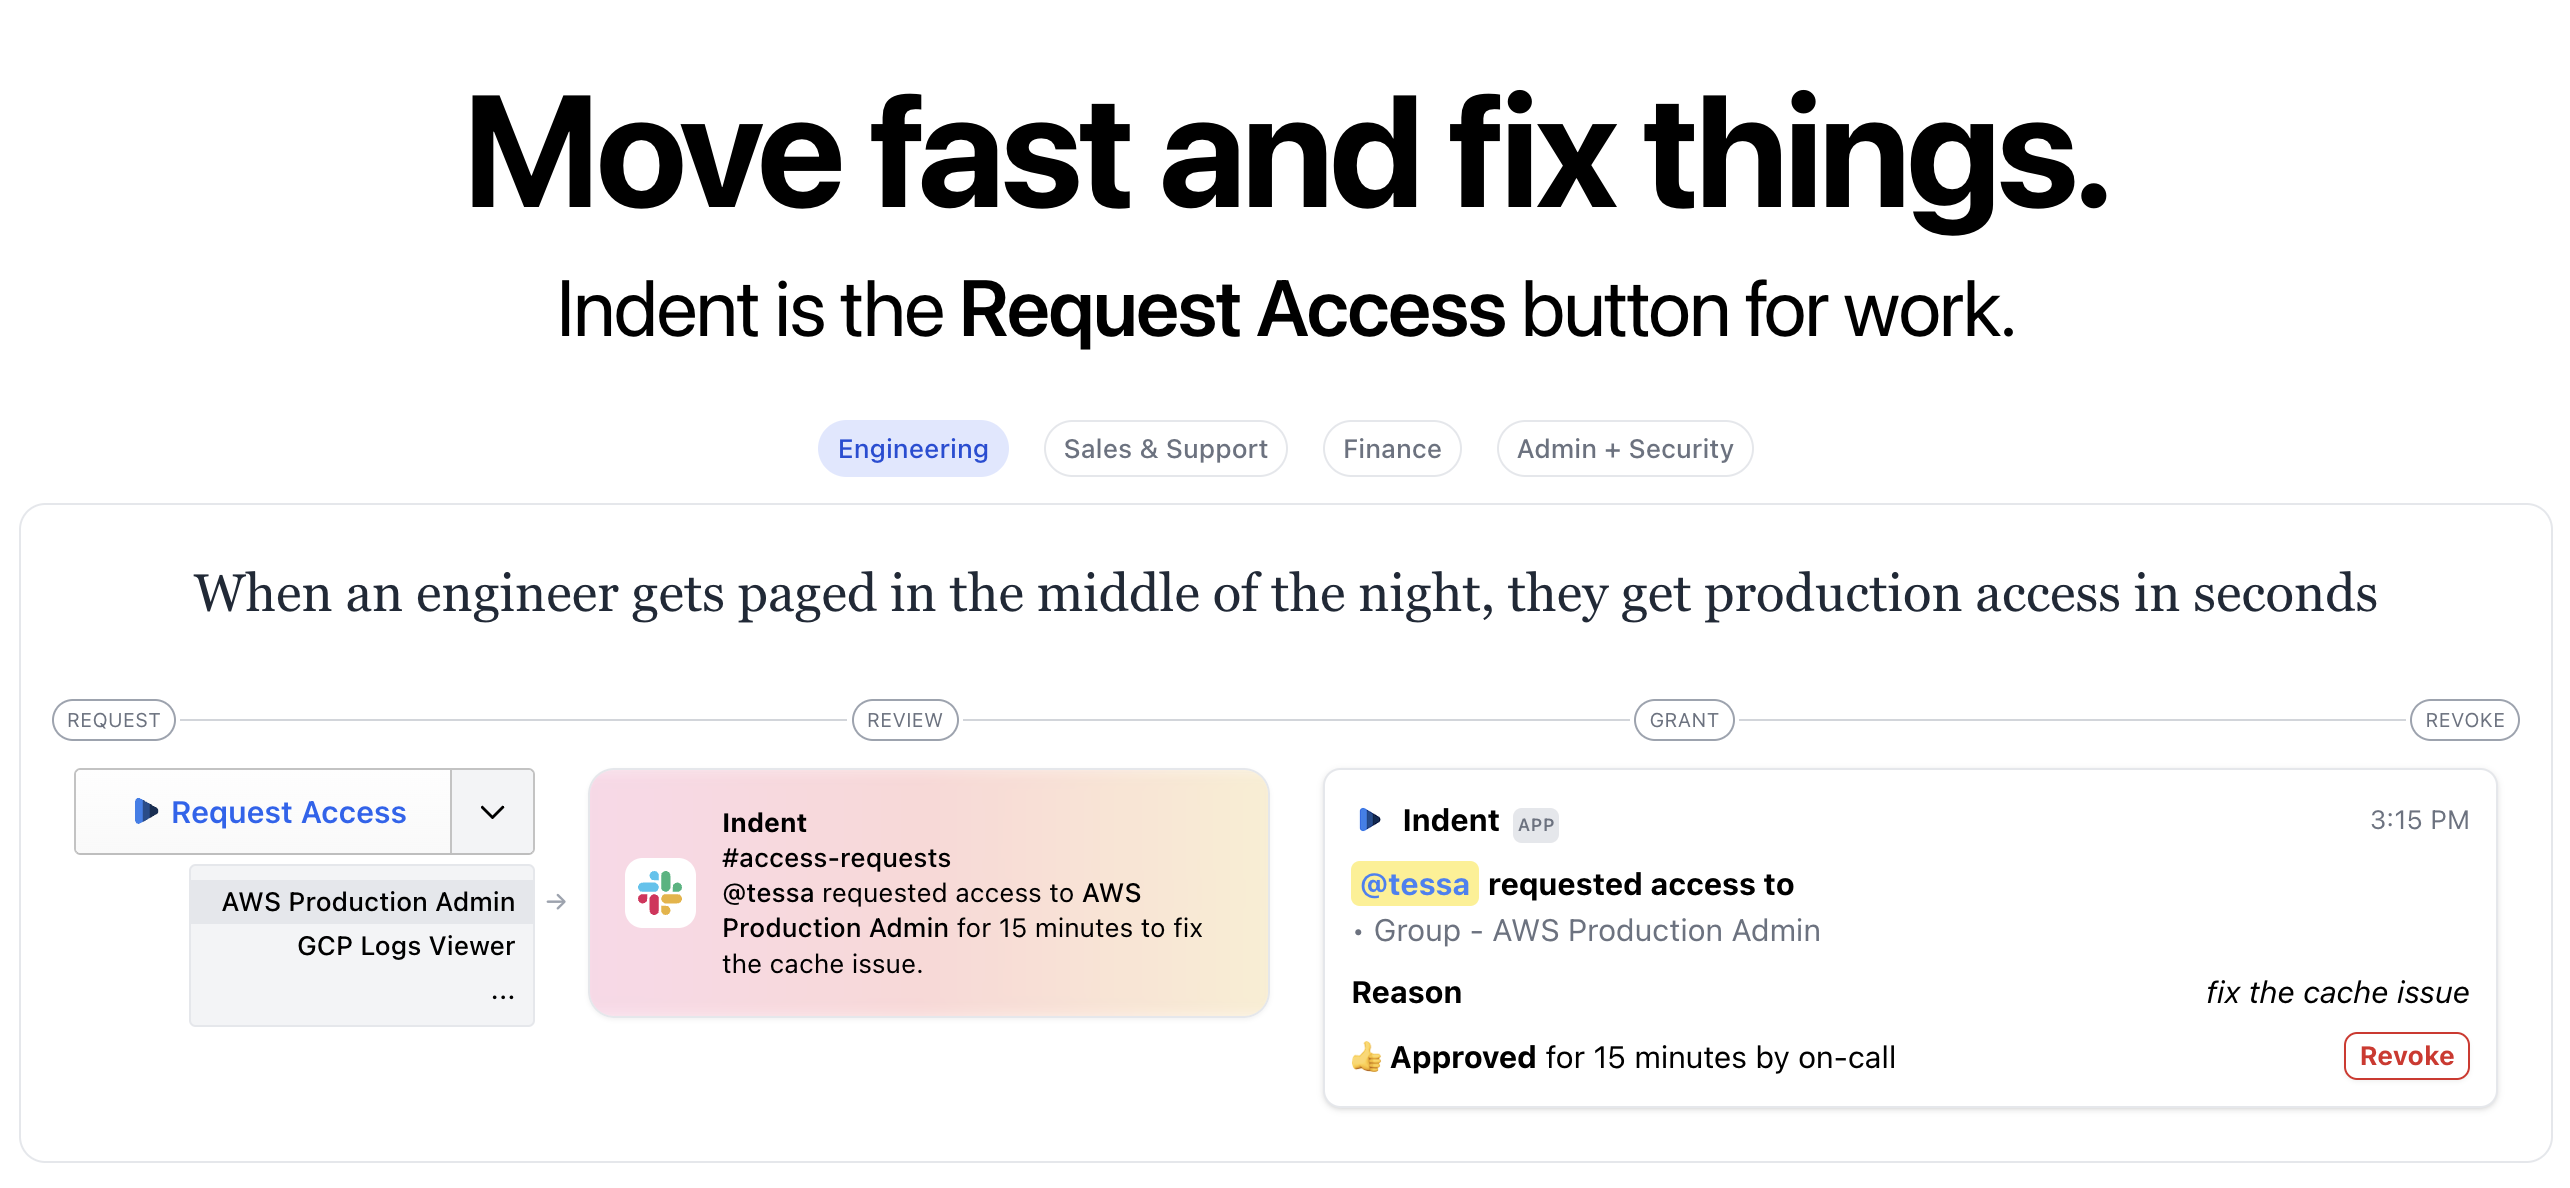 Move fast and fix things.
Indent is the Request Access button for work.
Engineering
Sales & Support
Finance
Admin + Security
When an engineer gets paged in the middle of the night, they get production access in seconds
REQUEST
REVIEW
GRANT
REVOKE
Request Access
AWS Production Admin
GCP Logs Viewer
...
Indent
#access-requests
@tessa requested access to AWS
Production Admin for 15 minutes to fix
the cache issue.
Indent APP
3:15 PM
@tessa requested access to
• Group - AWS Production Admin
Reason
fix the cache issue
👍 Approved for 15 minutes by on-call
Revoke